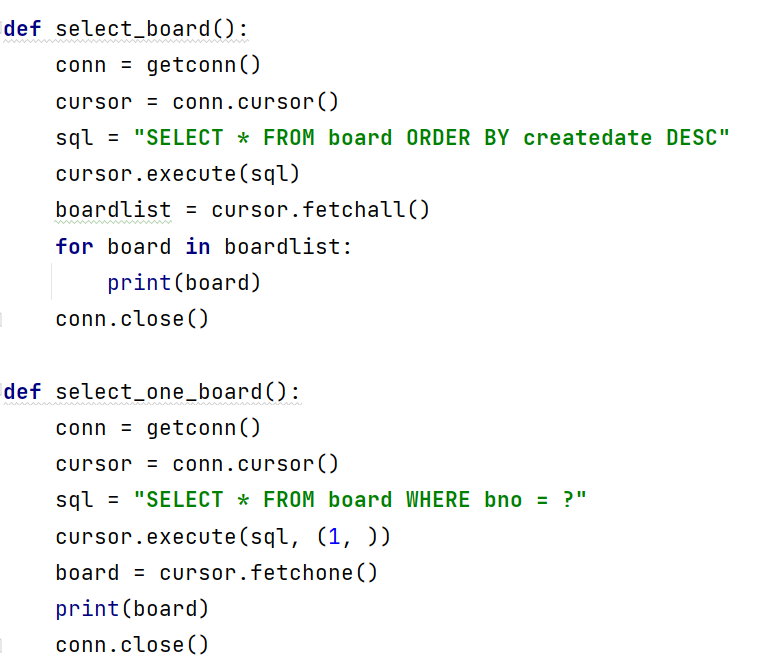 def select_board():
    conn = getconn()
    cursor = conn.cursor()
    sql = "SELECT * FROM board ORDER BY createdate DESC"
    cursor.execute(sql)
    boardlist = cursor.fetchall()
    for board in boardlist:
        print(board)
    conn.close()

def select_one_board():
    conn = getconn()
    cursor = conn.cursor()
    sql = "SELECT * FROM board WHERE bno = ?"
    cursor.execute(sql, (1, ))
    board = cursor.fetchone()
    print(board)
    conn.close()